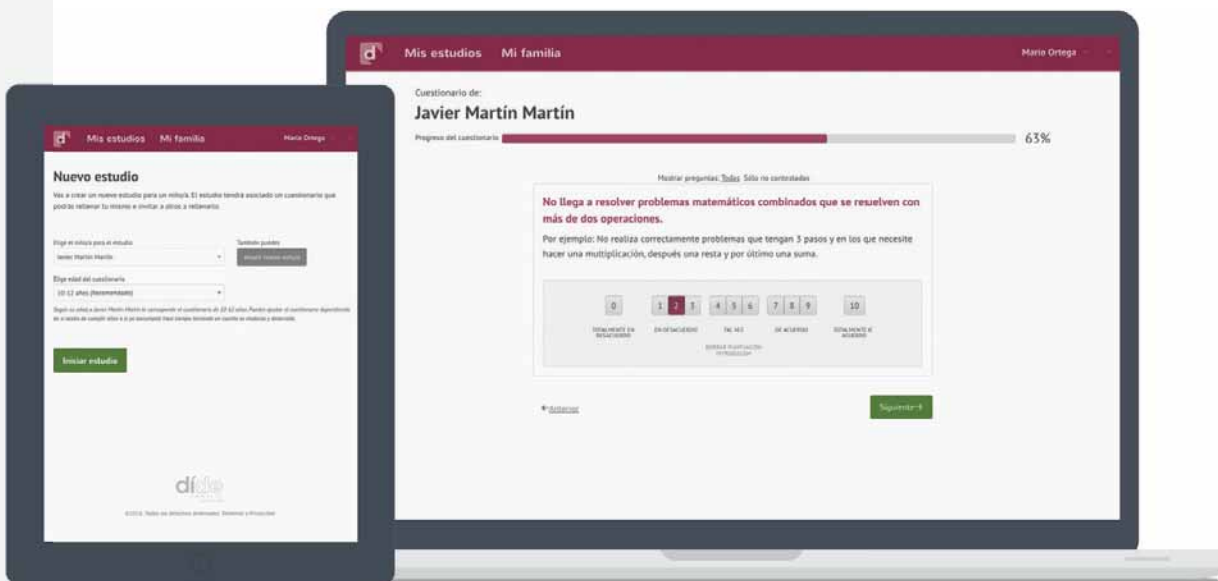 d Mis estudios Mi familia Mario Ortega
Cuestionario de:
Javier Martín Martín
Progreso del cuestionario 63%
Mostrar preguntas: Todas Sólo no contestadas
No llega a resolver problemas matemáticos combinados que se resuelven con
más de dos operaciones.
Por ejemplo: No realiza correctamente problemas que tengan 3 pasos y en los que necesite
hacer una multiplicación, después una resta y por último una suma.
0 1 2 3 4 5 6 7 8 9 10
TOTALMENTE EN EN DESACUERDO TAL VEZ DE ACUERDO TOTALMENTE DE
DESACUERDO ACUERDO
BORRAR PUNTUACIÓN
INTRODUCIDA
Anterior
Siguiente
d Mis estudios Mi familia Mario Ortega
Nuevo estudio
Vas a crear un nuevo estudio para un niño/a. El estudio tendrá asociado un cuestionario que
podrás rellenar tú mismo e invitar a otros a rellenarlo.
Elige el niño/a para el estudio También puedes
Javier Martín Martín
Elige edad del cuestionario
10-12 años (Recomendado)
Iniciar estudio
díde